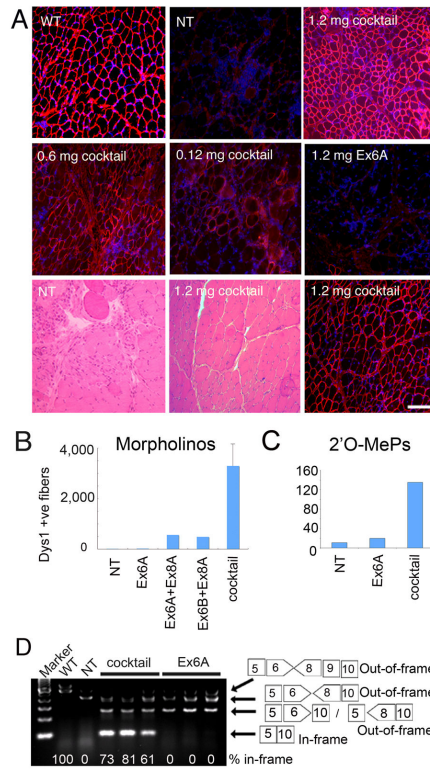 A
WT
NT
1.2 mg cocktail
0.6 mg cocktail
0.12 mg cocktail
1.2 mg Ex6A
NT
1.2 mg cocktail
1.2 mg cocktail
B
Morpholinos
Dys1 +ve fibers
4,000
2,000
0
NT
Ex6A
Ex6A+Ex8A
Ex6B+Ex8A
cocktail
C
2'O-MePs
160
120
80
40
0
NT
Ex6A
cocktail
D
Marker
WT
NT
cocktail
Ex6A
5 6 8 9 10 Out-of-frame
5 6 8 10 Out-of-frame
5 6 10 / 5 8 10
Out-of-frame
5 10 In-frame
100 0 73 81 61 0 0 0 % in-frame